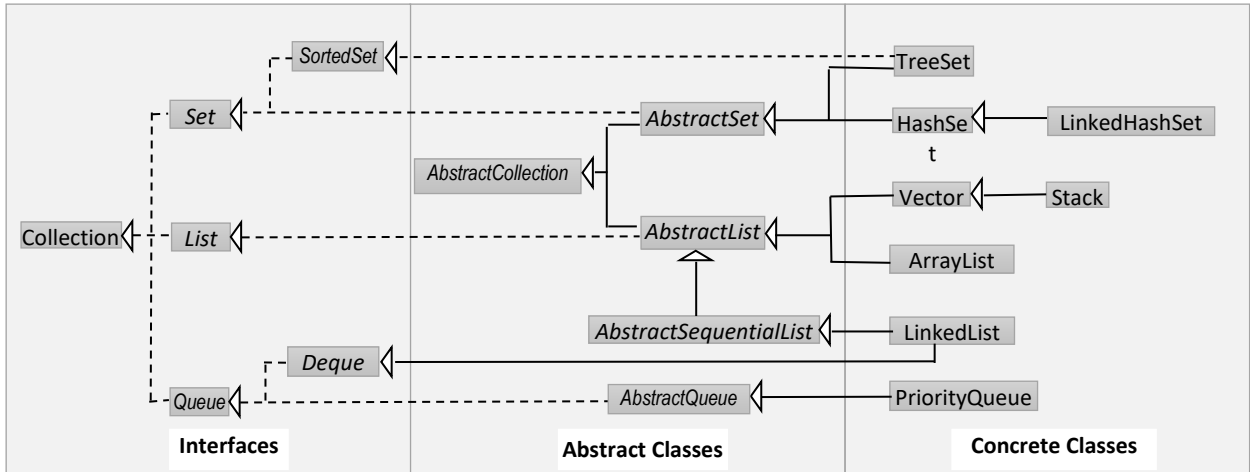 SortedSet
TreeSet
Set
AbstractSet
HashSe
t
LinkedHashSet
AbstractCollection
Vector
Stack
Collection
List
AbstractList
ArrayList
AbstractSequentialList
LinkedList
Deque
Queue
AbstractQueue
PriorityQueue
Interfaces
Abstract Classes
Concrete Classes